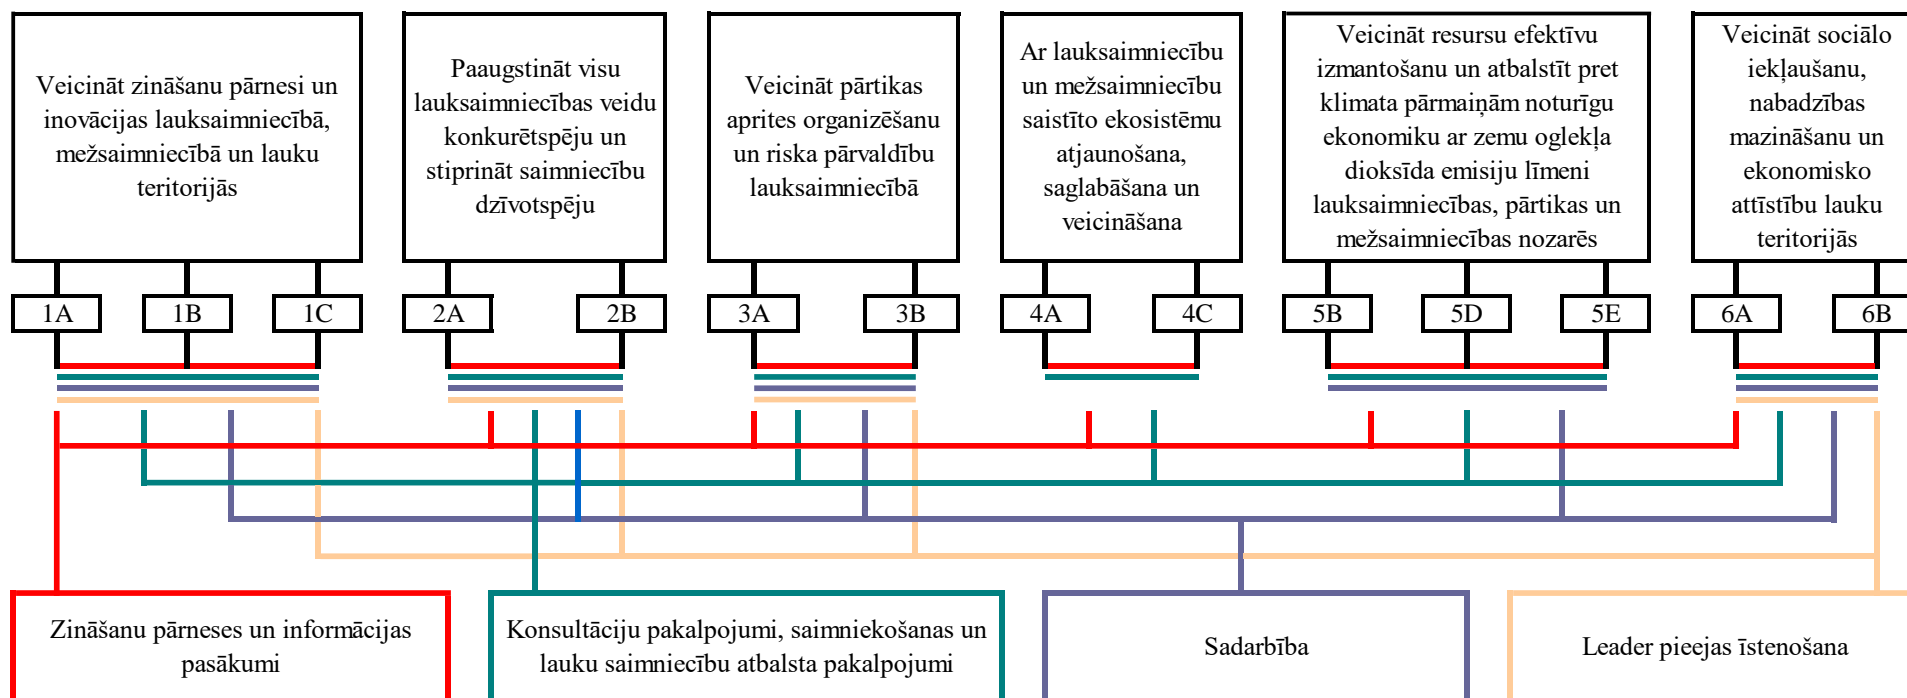 Veicināt zināšanu pārnesi un
inovācijas lauksaimniecībā,
mežsaimniecībā un lauku
teritorijās
Paaugstināt visu
lauksaimniecības veidu
konkurētspēju un
stiprināt saimniecību
dzīvotspēju
Veicināt pārtikas
aprites organizēšanu
un riska pārvaldību
lauksaimniecībā
Ar lauksaimniecību
un mežsaimniecību
saistīto ekosistēmu
atjaunošana,
saglabāšana un
veicināšana
Veicināt resursu efektīvu
izmantošanu un atbalstīt pret
klimata pārmaiņām noturīgu
ekonomiku ar zemu oglekļa
dioksīda emisiju līmeni
lauksaimniecības, pārtikas un
mežsaimniecības nozarēs
Veicināt sociālo
iekļaušanu,
nabadzības
mazināšanu un
ekonomisko
attīstību lauku
teritorijās
1A
1B
1C
2A
2B
3A
3B
4A
4C
5B
5D
5E
6A
6B
Zināšanu pārneses un informācijas
pasākumi
Konsultāciju pakalpojumi, saimniekošanas un
lauku saimniecību atbalsta pakalpojumi
Sadarbība
Leader pieejas īstenošana